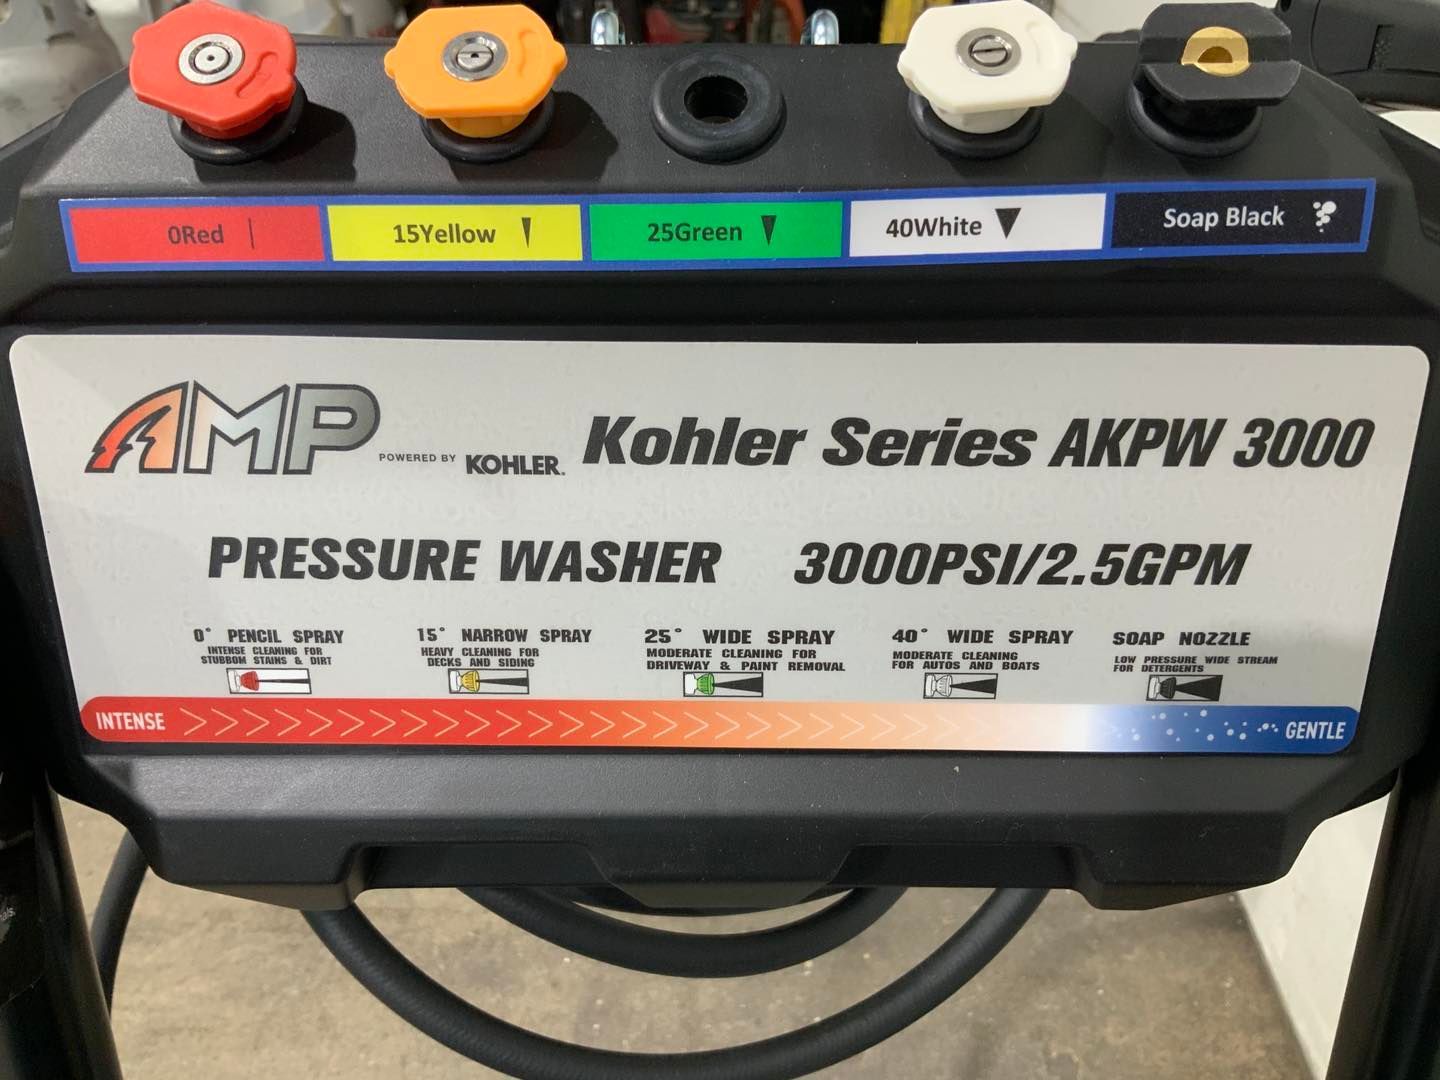 0Red
15Yellow
25Green
40White
Soap Black
AMP
POWERED BY KOHLER.
Kohler Series AKPW 3000
PRESSURE WASHER 3000PSI/2.5GPM
0° PENCIL SPRAY
INTENSE CLEANING FOR
STUBBOM STAINS & DIRT
15° NARROW SPRAY
HEAVY CLEANING FOR
DECKS AND SIDING
25° WIDE SPRAY
MODERATE CLEANING FOR
DRIVEWAY & PAINT REMOVAL
40° WIDE SPRAY
MODERATE CLEANING
FOR AUTOS AND BOATS
SOAP NOZZLE
LOW PRESSURE WIDE STREAM
FOR DETERGENTS
INTENSE
GENTLE